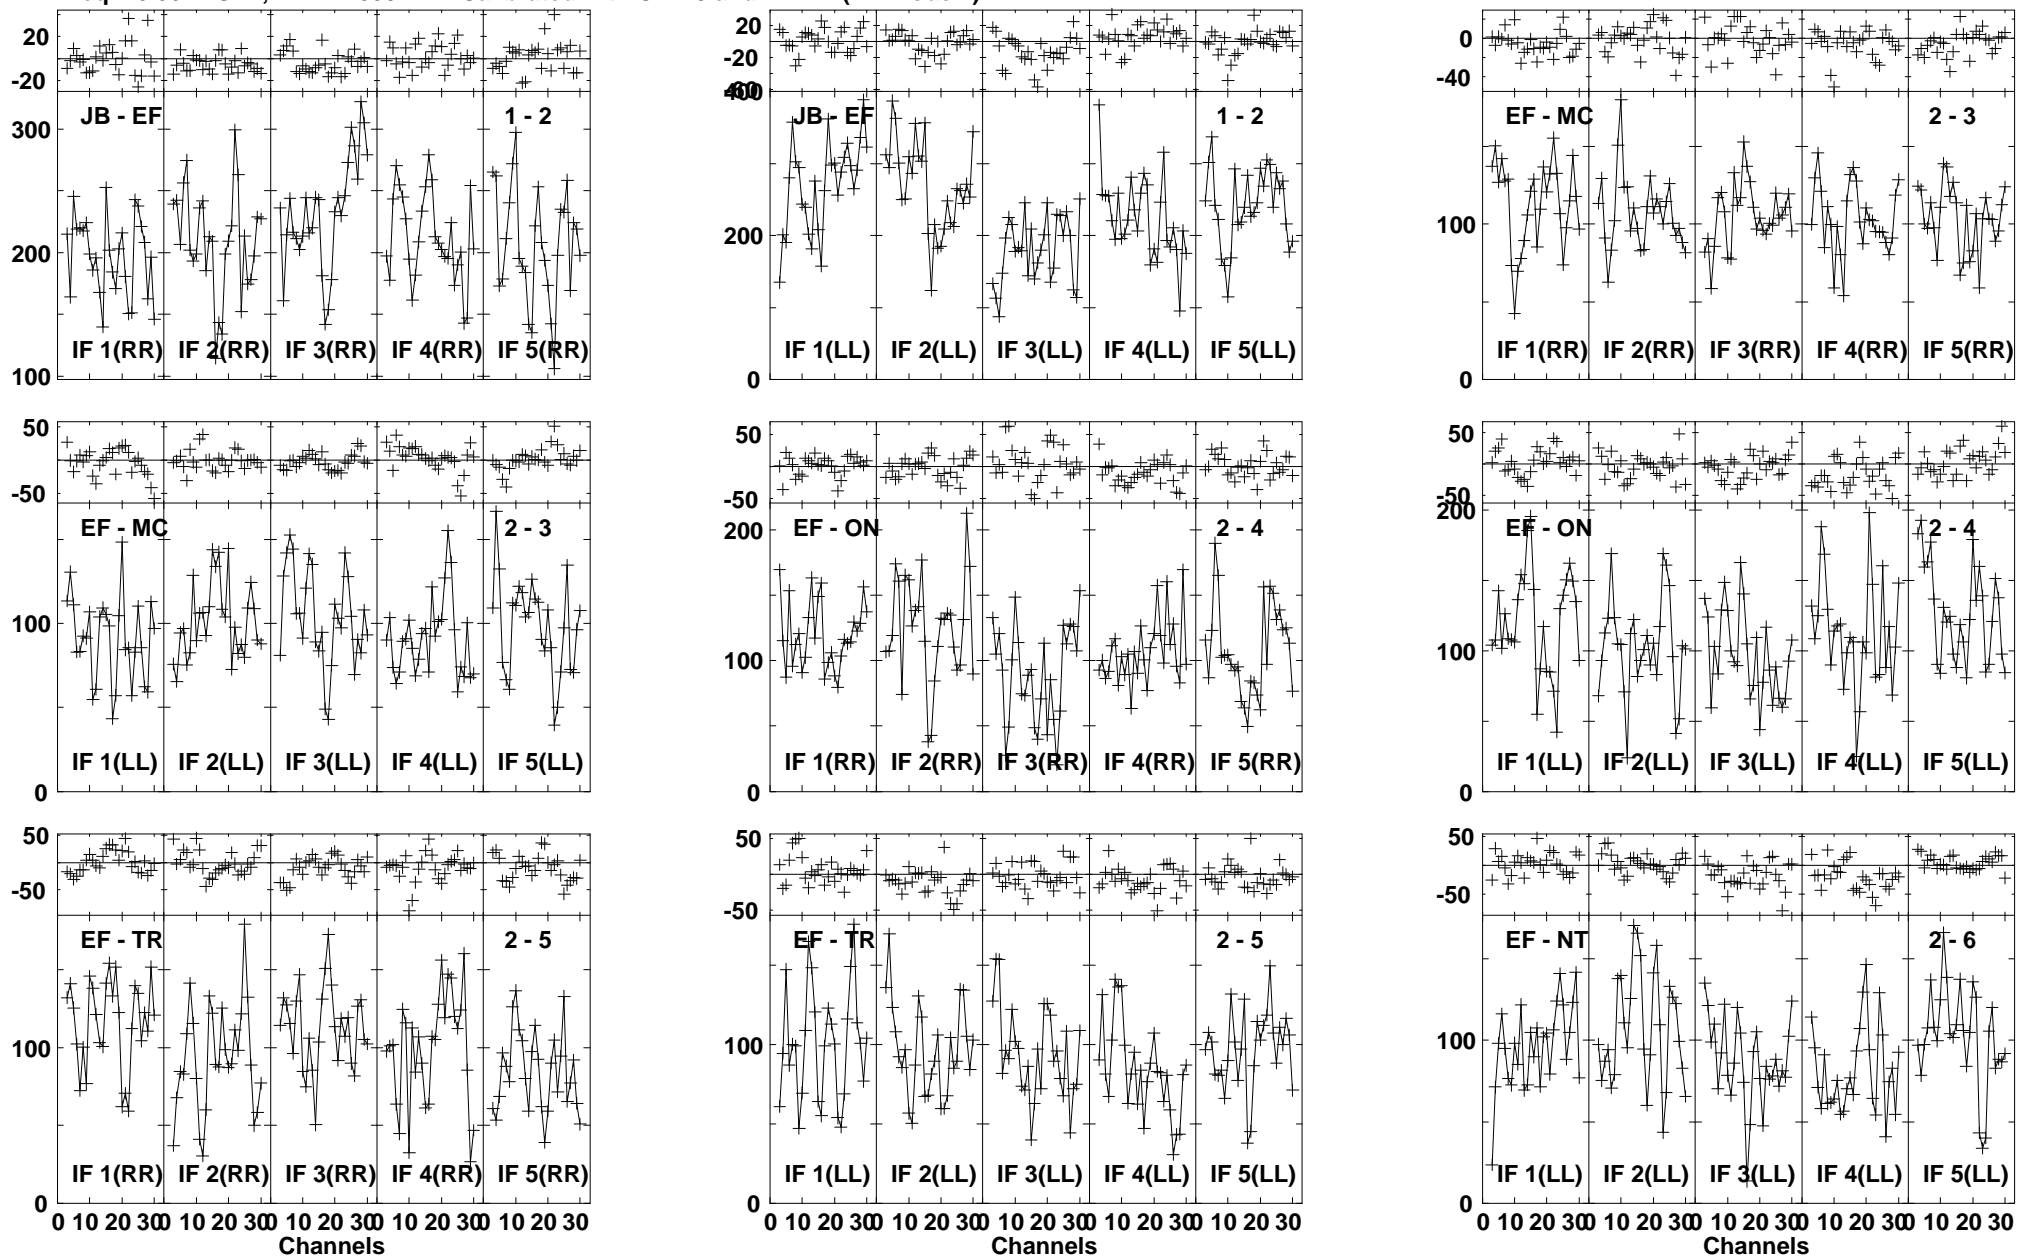 20
-20
JB - EF 1 - 2
300
200
100
IF 1(RR) IF 2(RR) IF 3(RR) IF 4(RR) IF 5(RR)
20
-20
-60
400
JB - EF 1 - 2
200
0
IF 1(LL) IF 2(LL) IF 3(LL) IF 4(LL) IF 5(LL)
0
-40
EF - MC 2 - 3
100
0
IF 1(RR) IF 2(RR) IF 3(RR) IF 4(RR) IF 5(RR)
50
-50
EF - MC 2 - 3
100
0
IF 1(LL) IF 2(LL) IF 3(LL) IF 4(LL) IF 5(LL)
50
-50
200
EF - ON 2 - 4
100
0
IF 1(RR) IF 2(RR) IF 3(RR) IF 4(RR) IF 5(RR)
50
-50
200
EF - ON 2 - 4
100
0
IF 1(LL) IF 2(LL) IF 3(LL) IF 4(LL) IF 5(LL)
50
-50
EF - TR 2 - 5
100
0
IF 1(RR) IF 2(RR) IF 3(RR) IF 4(RR) IF 5(RR)
0 10 20 30 0 10 20 30 0 10 20 30 0 10 20 30 0 10 20 30
Channels
50
-50
EF - TR 2 - 5
100
0
IF 1(LL) IF 2(LL) IF 3(LL) IF 4(LL) IF 5(LL)
0 10 20 30 0 10 20 30 0 10 20 30 0 10 20 30 0 10 20 30
Channels
50
-50
EF - NT 2 - 6
100
0
IF 1(LL) IF 2(LL) IF 3(LL) IF 4(LL) IF 5(LL)
0 10 20 30 0 10 20 30 0 10 20 30 0 10 20 30 0 10 20 30
Channels